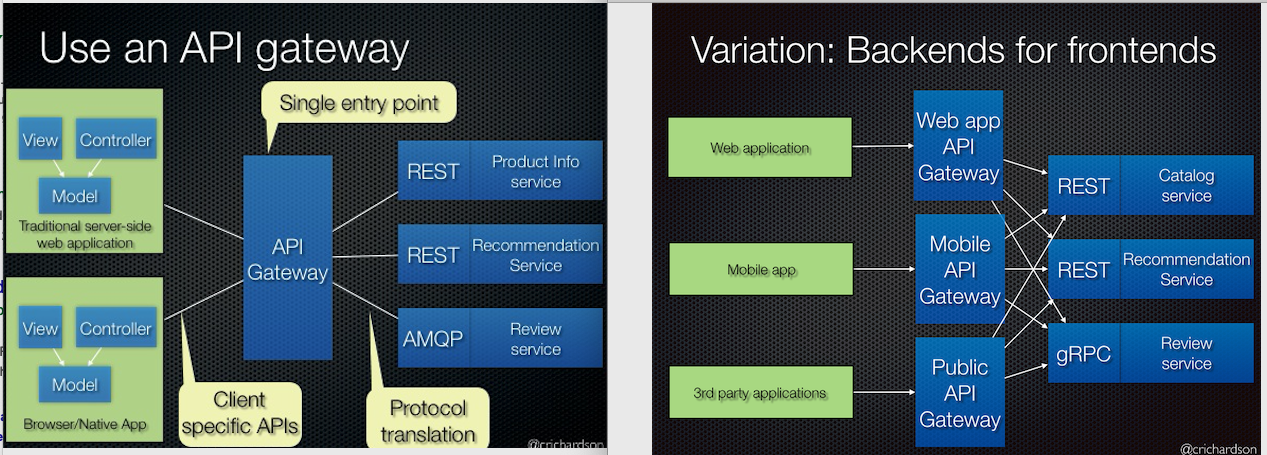 Use an API gateway
Single entry point
View
Controller
Model
Traditional server-side
web application
View
Controller
Model
Browser/Native App
API
Gateway
REST
Product Info
service
REST
Recommendation
Service
AMQP
Review
service
Client
specific APIs
Protocol
translation
@crichardson
Variation: Backends for frontends
Web application
Mobile app
3rd party applications
Web app
API
Gateway
Mobile
API
Gateway
Public
API
Gateway
REST
Catalog
service
REST
Recommendation
Service
gRPC
Review
service
@crichardson